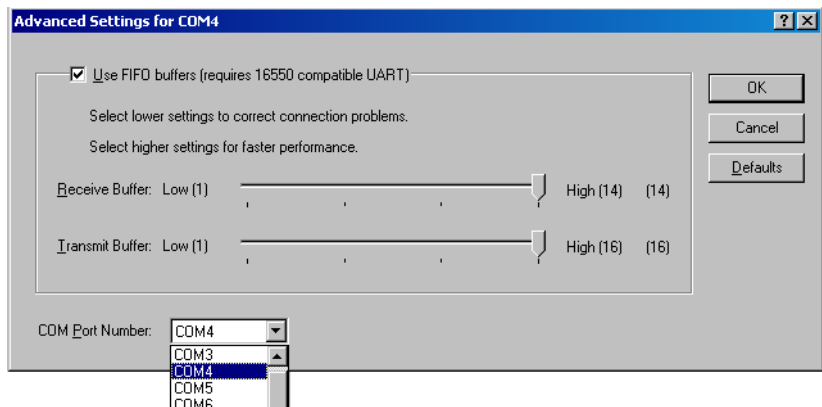 Advanced Settings for COM4
Use FIFO buffers (requires 16550 compatible UART)
OK
Select lower settings to correct connection problems.
Cancel
Select higher settings for faster performance.
Defaults
Receive Buffer: Low (1) High (14) (14)
Transmit Buffer: Low (1) High (16) (16)
COM Port Number: COM4
COM3
COM4
COM5
COM6